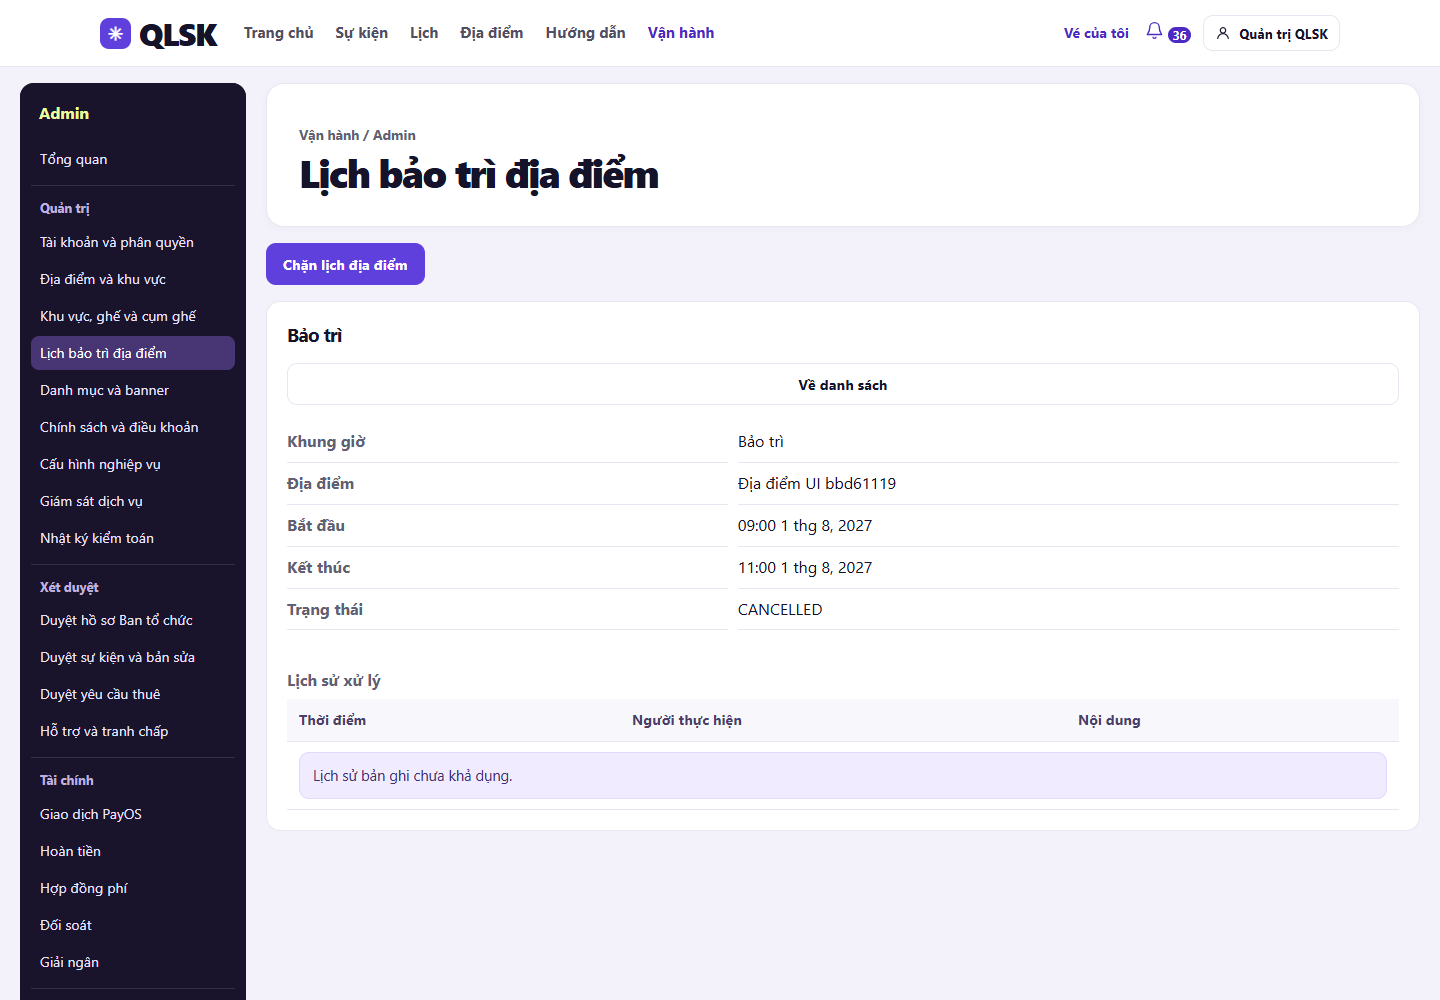 QLSK
Trang chủ
Sự kiện
Lịch
Địa điểm
Hướng dẫn
Vận hành
Vé của tôi
36
Quản trị QLSK
Admin
Tổng quan
Quản trị
Tài khoản và phân quyền
Địa điểm và khu vực
Khu vực, ghế và cụm ghế
Lịch bảo trì địa điểm
Danh mục và banner
Chính sách và điều khoản
Cấu hình nghiệp vụ
Giám sát dịch vụ
Nhật ký kiểm toán
Xét duyệt
Duyệt hồ sơ Ban tổ chức
Duyệt sự kiện và bản sửa
Duyệt yêu cầu thuê
Hỗ trợ và tranh chấp
Tài chính
Giao dịch PayOS
Hoàn tiền
Hợp đồng phí
Đối soát
Giải ngân
Vận hành / Admin
Lịch bảo trì địa điểm
Chặn lịch địa điểm
Bảo trì
Về danh sách
Khung giờ Bảo trì
Địa điểm Địa điểm UI bbd61119
Bắt đầu 09:00 1 thg 8, 2027
Kết thúc 11:00 1 thg 8, 2027
Trạng thái CANCELLED
Lịch sử xử lý
Thời điểm Người thực hiện Nội dung
Lịch sử bản ghi chưa khả dụng.